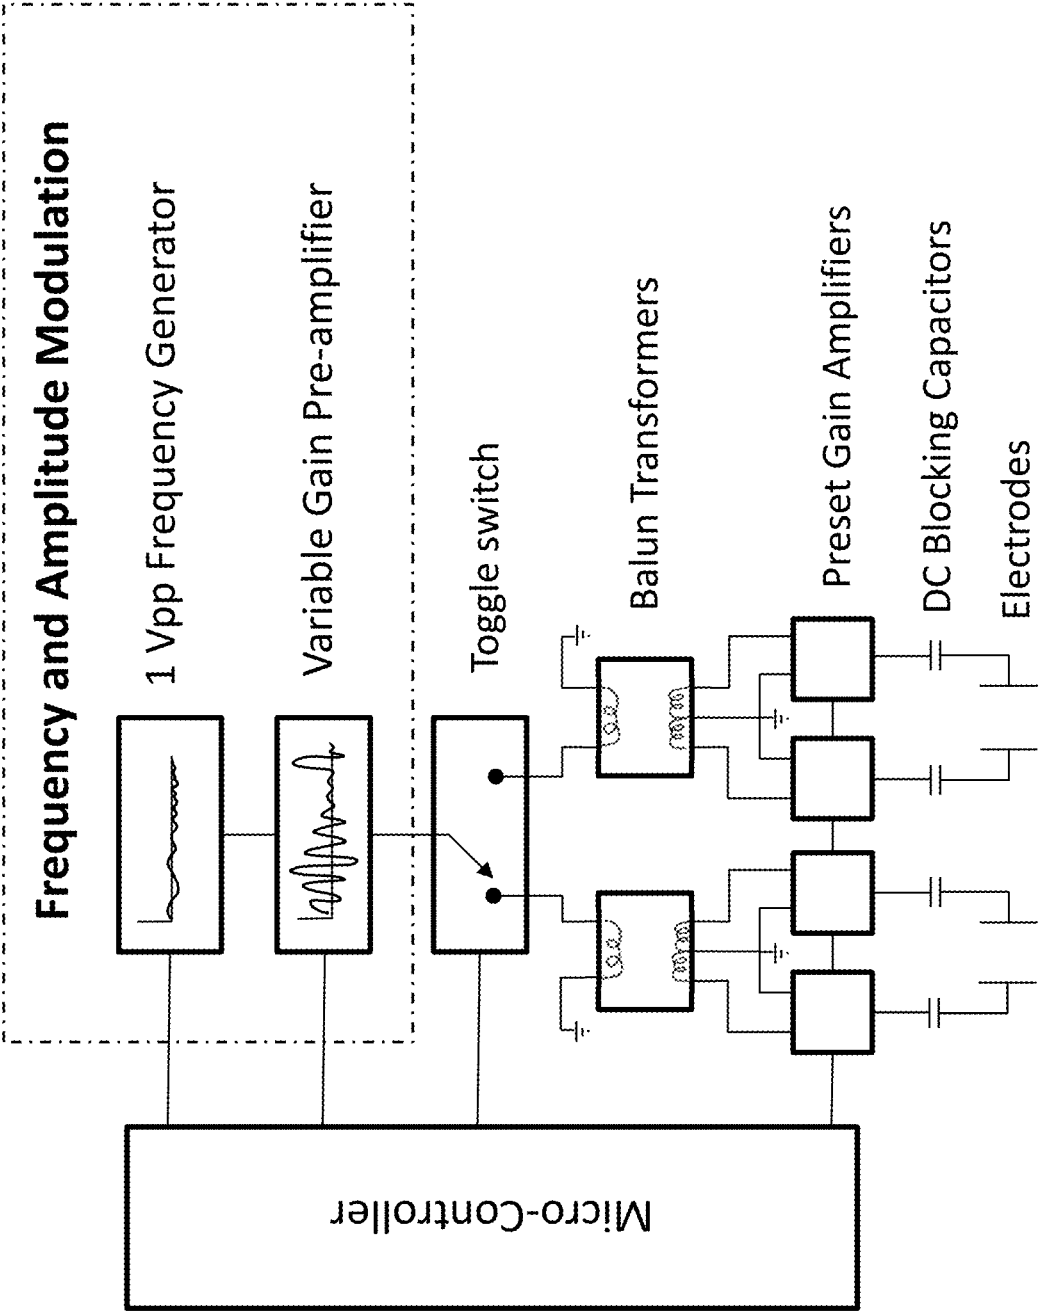 Frequency and Amplitude Modulation
1 Vpp Frequency Generator
Variable Gain Pre-amplifier
Toggle switch
Balun Transformers
Preset Gain Amplifiers
DC Blocking Capacitors
Electrodes
Micro-Controller